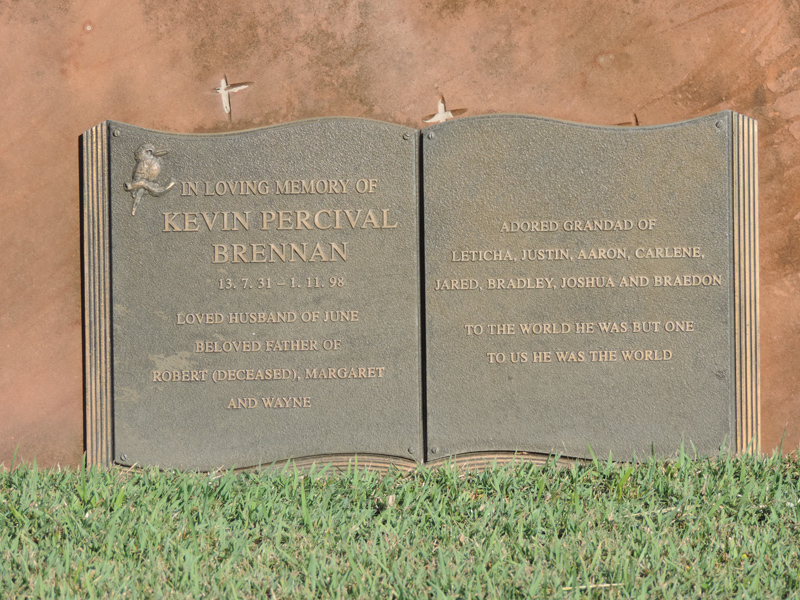 IN LOVING MEMORY OF
KEVIN PERCIVAL
BRENNAN
13. 7. 31 – 1. 11. 98
LOVED HUSBAND OF JUNE
BELOVED FATHER OF
ROBERT (DECEASED), MARGARET
AND WAYNE
ADORED GRANDAD OF
LETICHA, JUSTIN, AARON, CARLENE,
JARED, BRADLEY, JOSHUA AND BRAEDON
TO THE WORLD HE WAS BUT ONE
TO US HE WAS THE WORLD